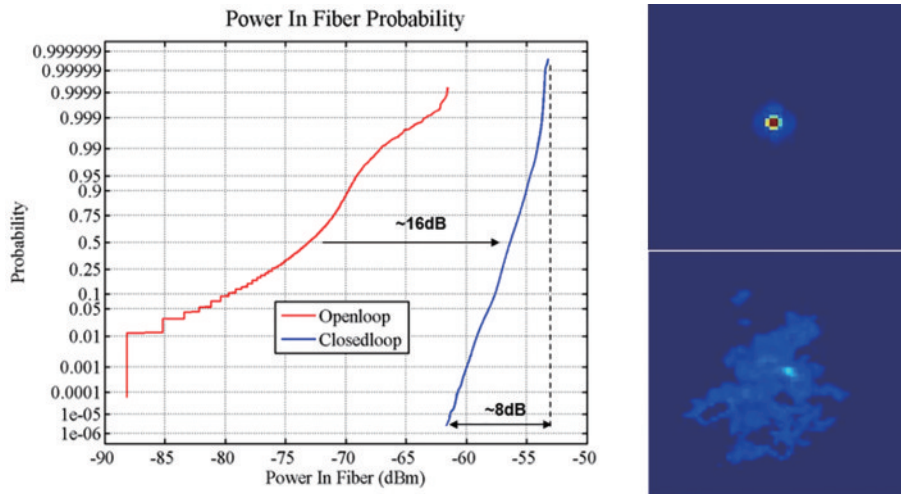 Power In Fiber Probability
0.999999
0.99999
0.9999
0.999
0.99
0.95
0.9
0.75
0.5
0.25
0.1
0.05
0.01
0.001
0.0001
1e-05
1e-06
Probability
~16dB
Openloop
Closedloop
~8dB
-90 -85 -80 -75 -70 -65 -60 -55 -50
Power In Fiber (dBm)